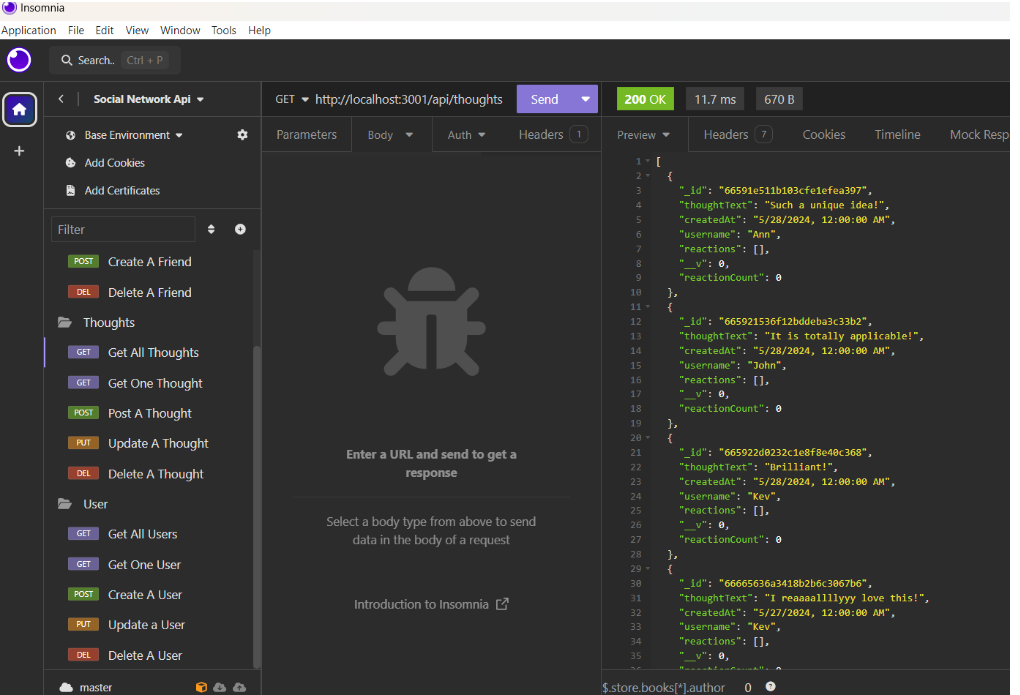 Insomnia
Application File Edit View Window Tools Help
Search.. Ctrl + P
Social Network Api
Base Environment
Add Cookies
Add Certificates
Filter
POST Create A Friend
DEL Delete A Friend
Thoughts
GET Get All Thoughts
GET Get One Thought
POST Post A Thought
PUT Update A Thought
DEL Delete A Thought
User
GET Get All Users
GET Get One User
POST Create A User
PUT Update a User
DEL Delete A User
master
GET http://localhost:3001/api/thoughts Send
Parameters Body Auth Headers 1
Enter a URL and send to get a
response
Select a body type from above to send
data in the body of a request
Introduction to Insomnia
200 OK 11.7 ms 670 B
Preview Headers 7 Cookies Timeline Mock Resp
1 [
2 {
3 "_id": "66591e511b103cfe1efea397",
4 "thoughtText": "Such a unique idea!",
5 "createdAt": "5/28/2024, 12:00:00 AM",
6 "username": "Ann",
7 "reactions": [],
8 "__v": 0,
9 "reactionCount": 0
10 },
11 {
12 "_id": "665921536f12bddeba3c33b2",
13 "thoughtText": "It is totally applicable!",
14 "createdAt": "5/28/2024, 12:00:00 AM",
15 "username": "John",
16 "reactions": [],
17 "__v": 0,
18 "reactionCount": 0
19 },
20 {
21 "_id": "665922d0232c1e8f8e40c368",
22 "thoughtText": "Brilliant!",
23 "createdAt": "5/28/2024, 12:00:00 AM",
24 "username": "Kev",
25 "reactions": [],
26 "__v": 0,
27 "reactionCount": 0
28 },
29 {
30 "_id": "66665636a3418b2b6c3067b6",
31 "thoughtText": "I reaaaallllyyy love this!",
32 "createdAt": "5/27/2024, 12:00:00 AM",
33 "username": "Kev",
34 "reactions": [],
35 "__v": 0,
36 "reactionCount": 0
$.store.books[*].author 0